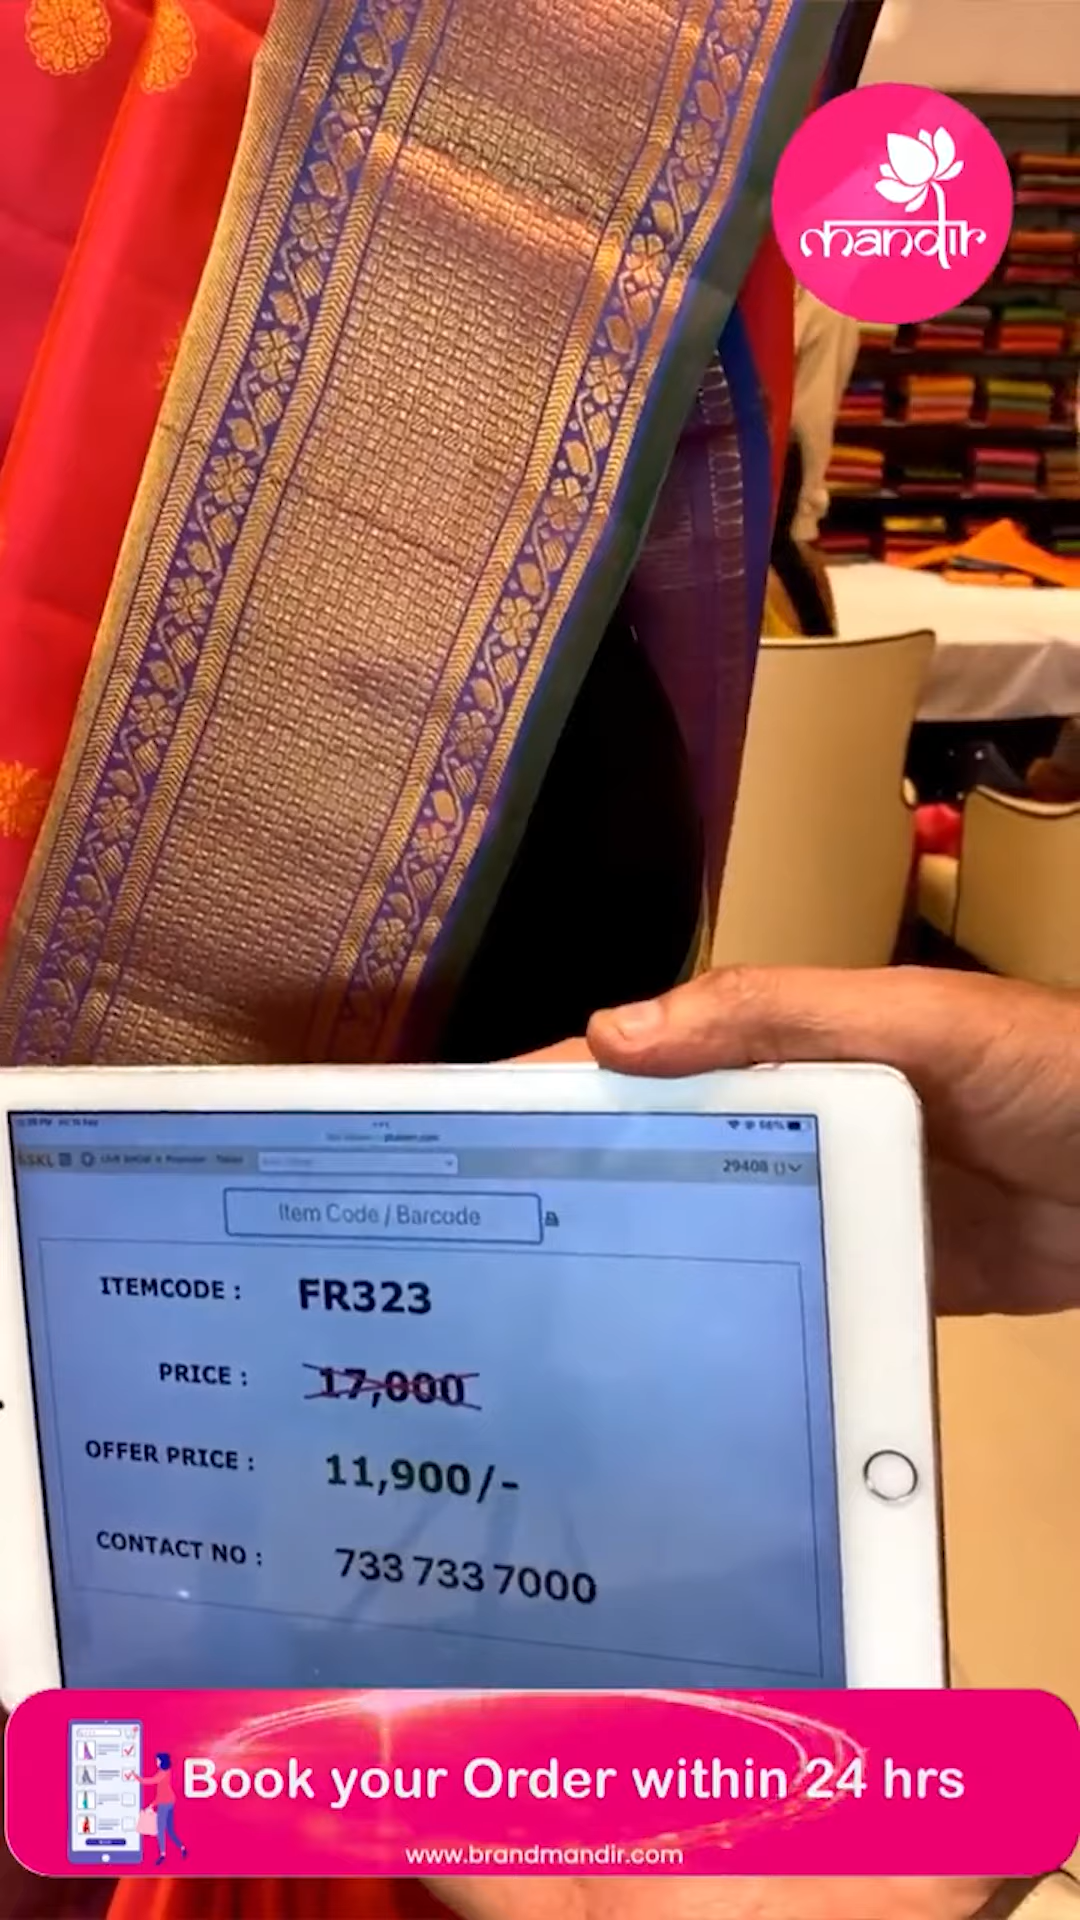 mandir
29408
Item Code / Barcode
ITEMCODE : FR323
PRICE : 17,000
OFFER PRICE : 11,900/-
CONTACT NO : 733 733 7000
Book your Order within 24 hrs
www.brandmandir.com